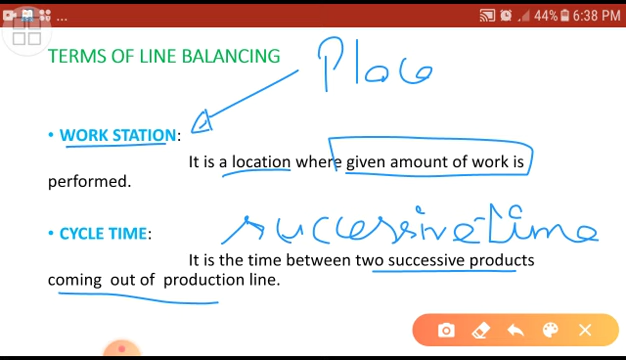 ... 44% 6:38 PM
TERMS OF LINE BALANCING
Place
• WORK STATION:
It is a location where given amount of work is
performed.
successive time
• CYCLE TIME:
It is the time between two successive products
coming out of production line.